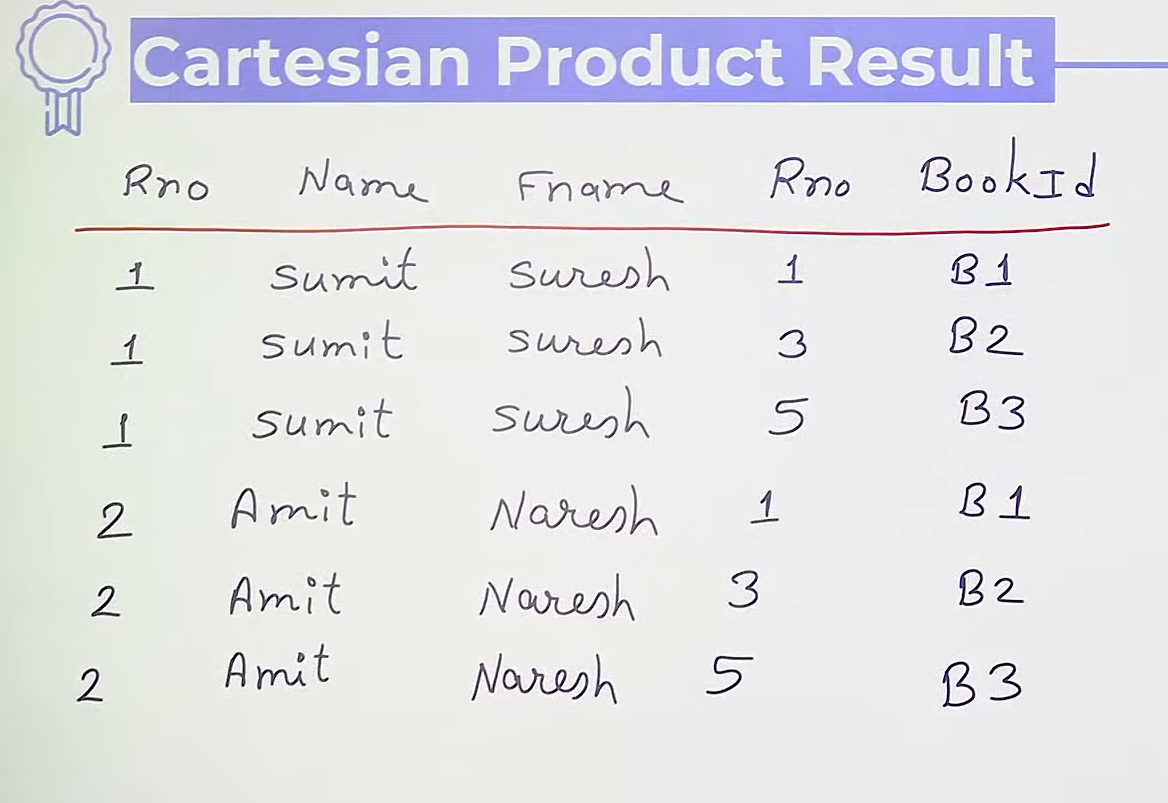 Cartesian Product Result
Rno Name Fname Rno BookId
1 Sumit Suresh 1 B1
1 Sumit Suresh 3 B2
1 Sumit Suresh 5 B3
2 Amit Naresh 1 B1
2 Amit Naresh 3 B2
2 Amit Naresh 5 B3